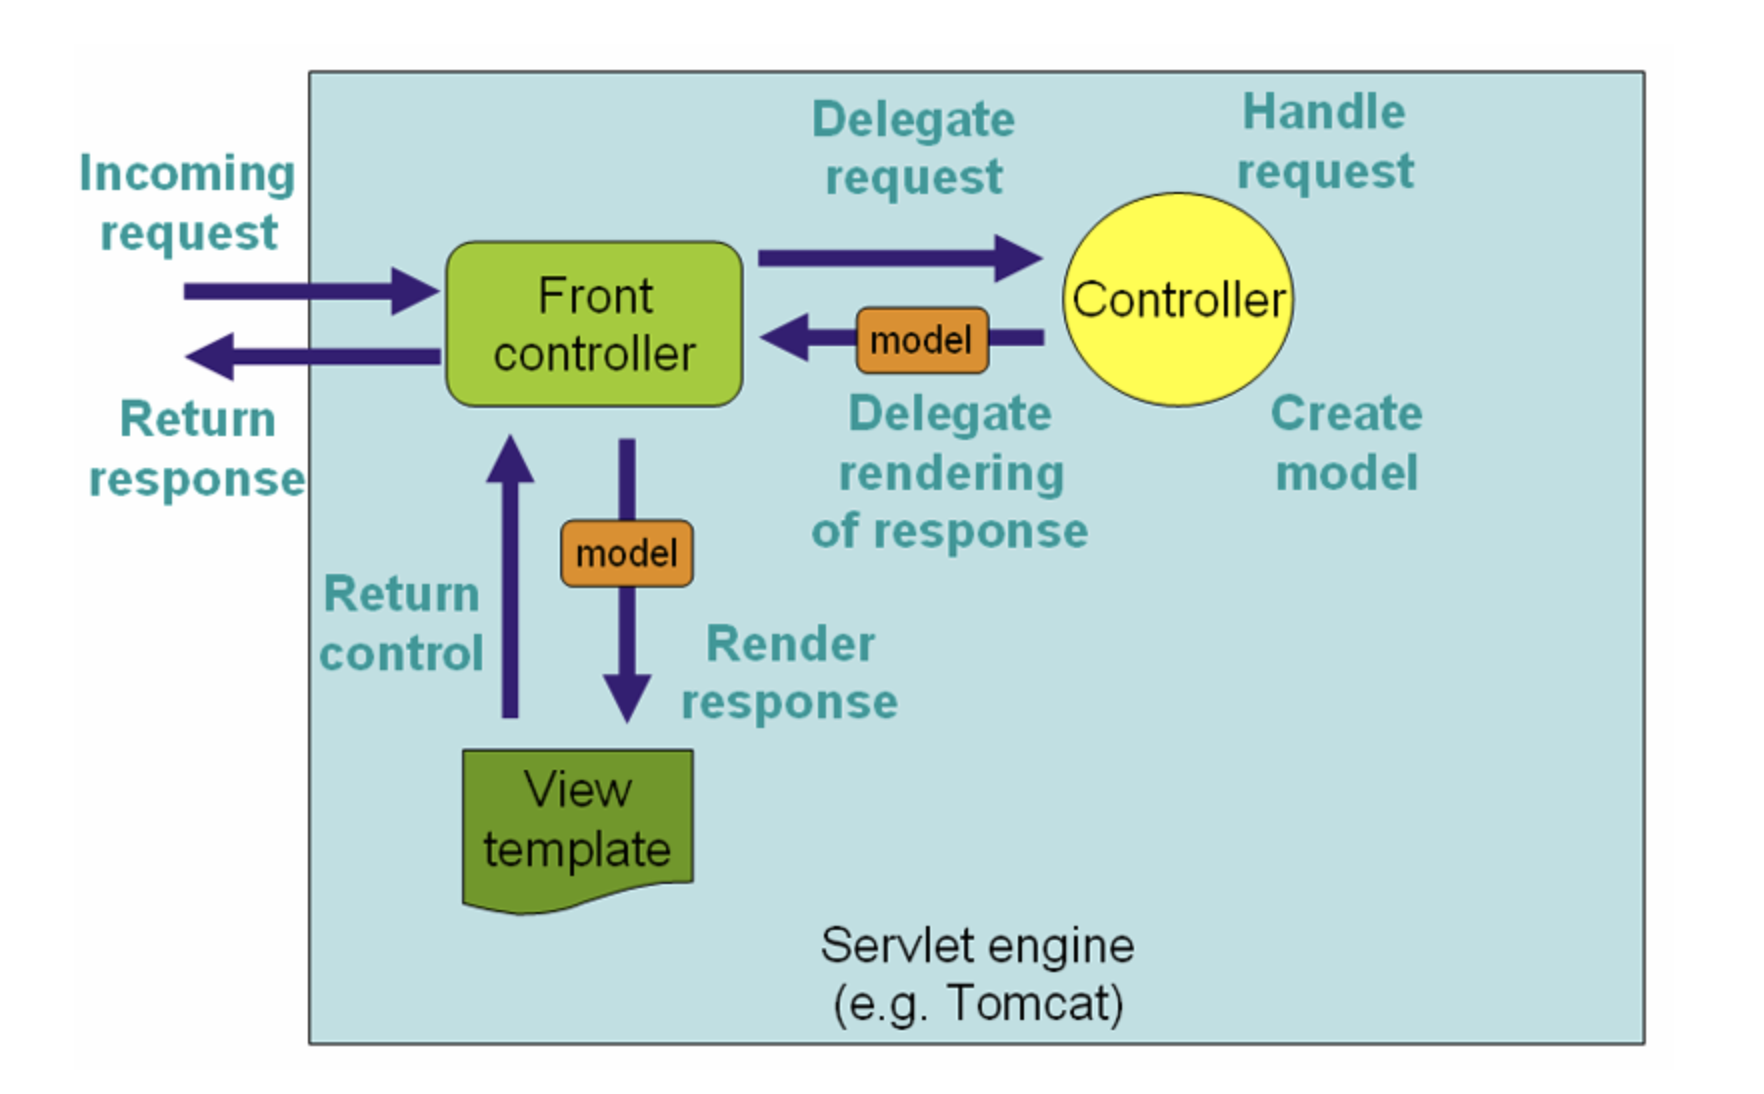 Incoming
request
Return
response
Delegate
request
Handle
request
Front
controller
Controller
model
Delegate
rendering
of response
Create
model
Return
control
model
Render
response
View
template
Servlet engine
(e.g. Tomcat)